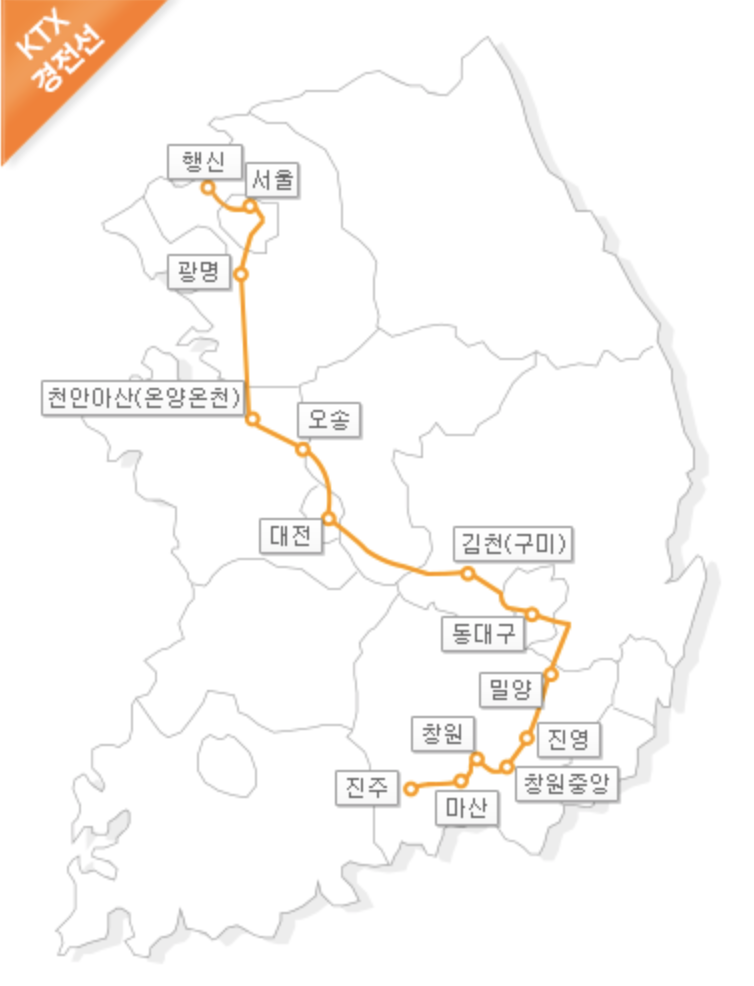 KTX
경전선
행신
서울
광명
천안아산(온양온천)
오송
대전
김천(구미)
동대구
밀양
창원
진영
진주
창원중앙
마산